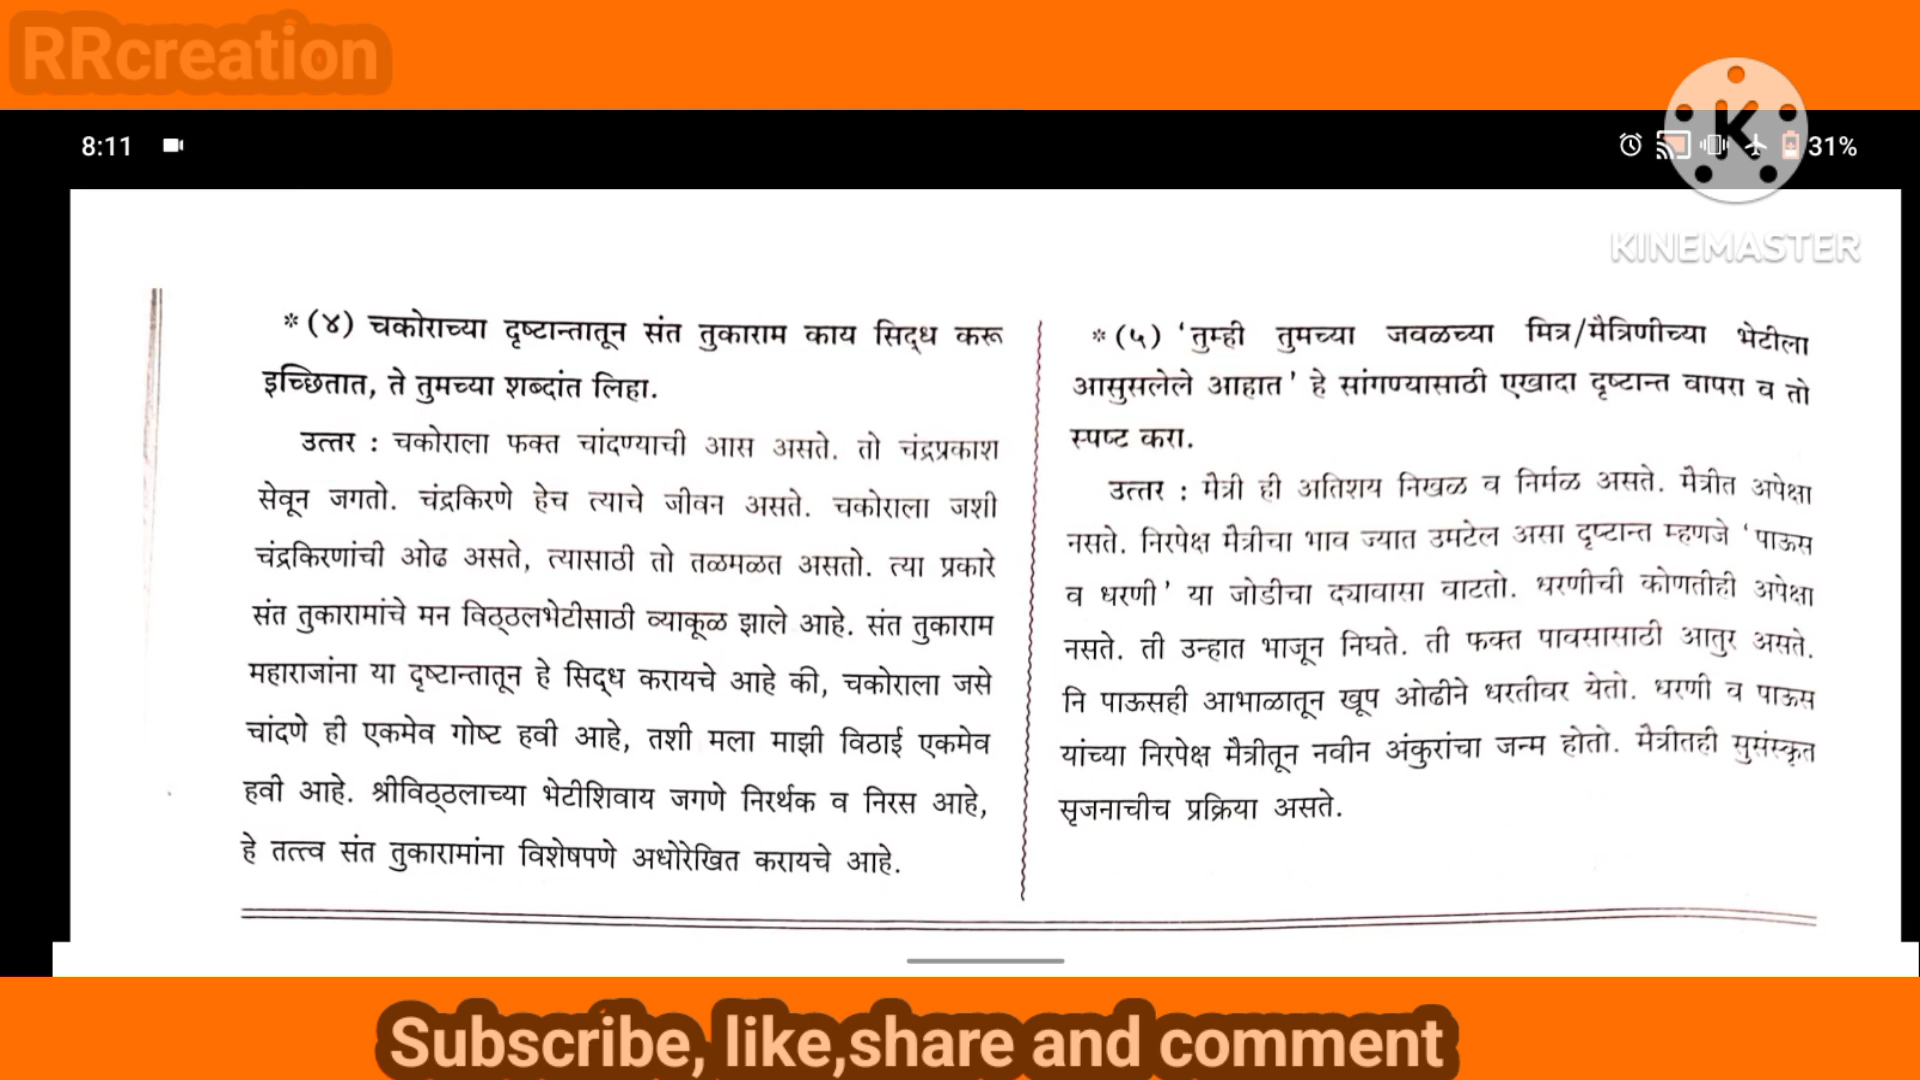 RRcreation
8:11
31%
KINEMASTER
* (४) चकोराच्या दृष्टान्तातून संत तुकाराम काय सिद्ध करू
इच्छितात, ते तुमच्या शब्दांत लिहा.
उत्तर : चकोराला फक्त चांदण्याची आस असते. तो चंद्रप्रकाश
सेवून जगतो. चंद्रकिरणे हेच त्याचे जीवन असते. चकोराला जशी
चंद्रकिरणांची ओढ असते, त्यासाठी तो तळमळत असतो. त्या प्रकारे
संत तुकारामांचे मन विठ्ठलभेटीसाठी व्याकूळ झाले आहे. संत तुकाराम
महाराजांना या दृष्टान्तातून हे सिद्ध करायचे आहे की, चकोराला जसे
चांदणे ही एकमेव गोष्ट हवी आहे, तशी मला माझी विठाई एकमेव
हवी आहे. श्रीविठ्ठलाच्या भेटीशिवाय जगणे निरर्थक व निरस आहे,
हे तत्त्व संत तुकारामांना विशेषपणे अधोरेखित करायचे आहे.
* (५) ‘तुम्ही तुमच्या जवळच्या मित्र/मैत्रिणीच्या भेटीला
आसुसलेले आहात’ हे सांगण्यासाठी एखादा दृष्टान्त वापरा व तो
स्पष्ट करा.
उत्तर : मैत्री ही अतिशय निखळ व निर्मळ असते. मैत्रीत अपेक्षा
नसते. निरपेक्ष मैत्रीचा भाव ज्यात उमटेल असा दृष्टान्त म्हणजे ‘पाऊस
व धरणी’ या जोडीचा द्यावासा वाटतो. धरणीची कोणतीही अपेक्षा
नसते. ती उन्हात भाजून निघते. ती फक्त पावसासाठी आतुर असते.
नि पाऊसही आभाळातून खूप ओढीने धरतीवर येतो. धरणी व पाऊस
यांच्या निरपेक्ष मैत्रीतून नवीन अंकुरांचा जन्म होतो. मैत्रीतही सुसंस्कृत
सृजनाचीच प्रक्रिया असते.
Subscribe, like,share and comment